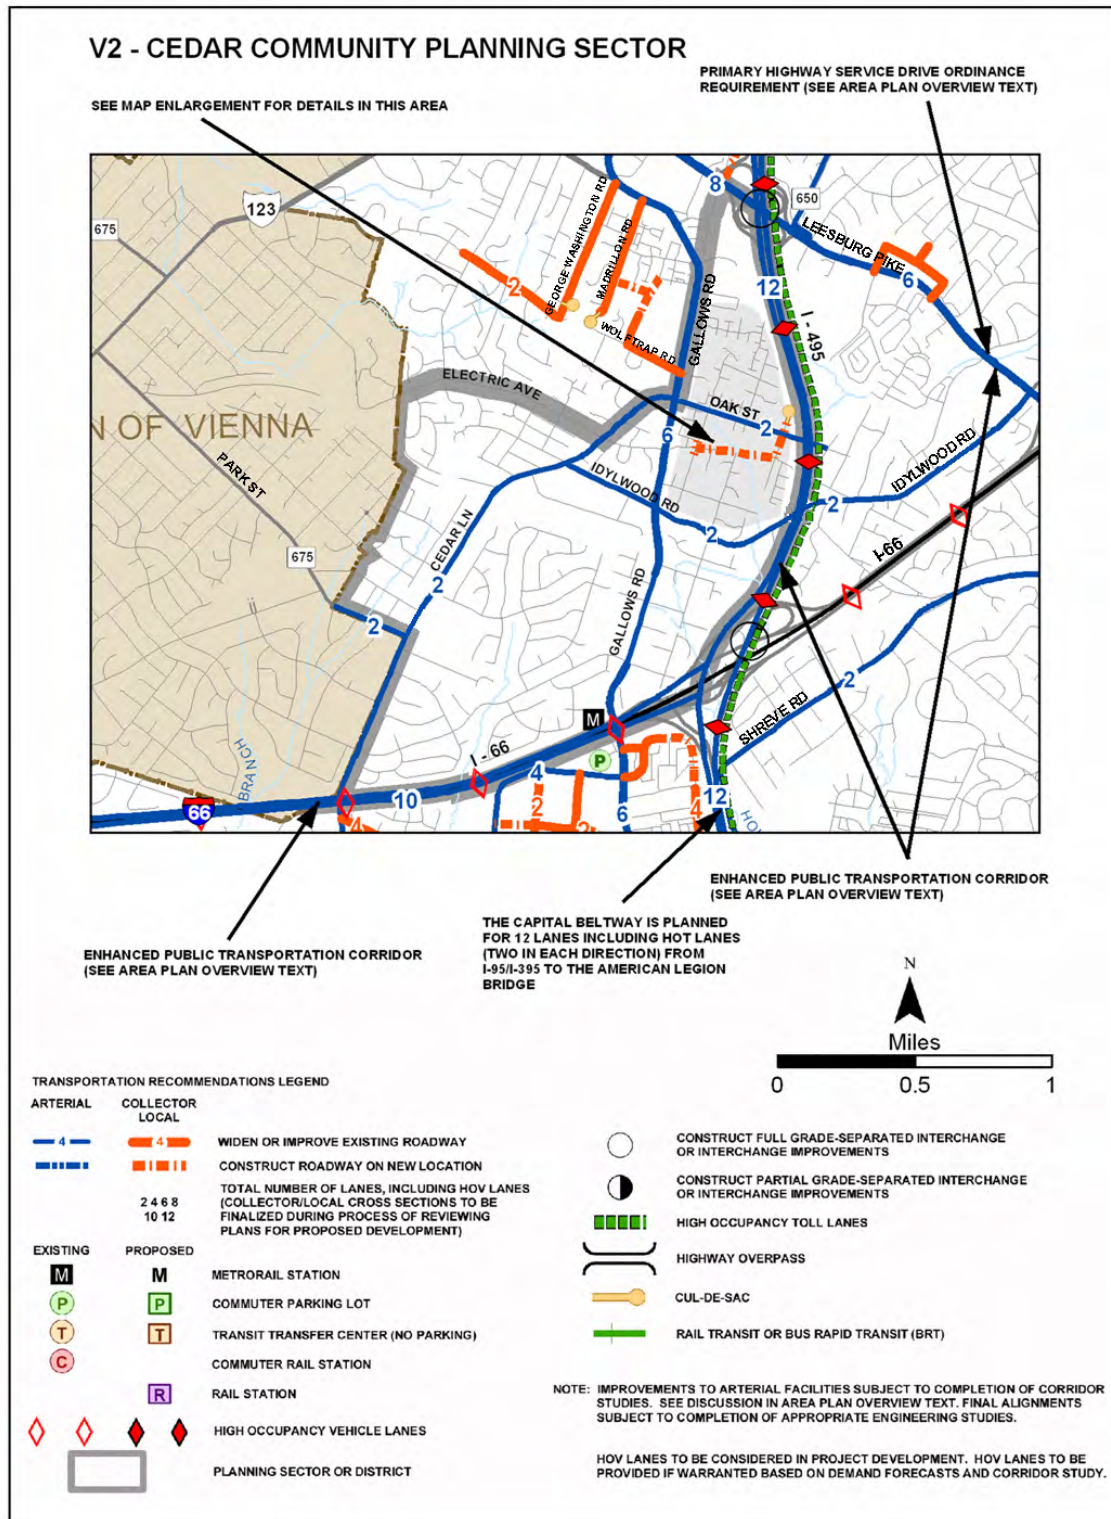 V2 - CEDAR COMMUNITY PLANNING SECTOR
PRIMARY HIGHWAY SERVICE DRIVE ORDINANCE
REQUIREMENT (SEE AREA PLAN OVERVIEW TEXT)
SEE MAP ENLARGEMENT FOR DETAILS IN THIS AREA
8
650
123
675
LEESBURG PIKE
6
GEORGE WASHINGTON RD
MADRILLON RD
2
12
I - 495
WOLFTRAP RD
GALLOWS RD
ELECTRIC AVE
OAK ST
2
N OF VIENNA
6
PARK ST
IDYLWOOD RD
IDYLWOOD RD
2
2
CEDAR LN
675
I-66
2
GALLOWS RD
2
2
SHREVE RD
M
BRANCH
I - 66
P
4
10
12
66
2
6
4
4
2
HO
ENHANCED PUBLIC TRANSPORTATION CORRIDOR
(SEE AREA PLAN OVERVIEW TEXT)
THE CAPITAL BELTWAY IS PLANNED
FOR 12 LANES INCLUDING HOT LANES
(TWO IN EACH DIRECTION) FROM
I-95/I-395 TO THE AMERICAN LEGION
BRIDGE
ENHANCED PUBLIC TRANSPORTATION CORRIDOR
(SEE AREA PLAN OVERVIEW TEXT)
N
Miles
0 0.5 1
TRANSPORTATION RECOMMENDATIONS LEGEND
ARTERIAL COLLECTOR
LOCAL
4 4 WIDEN OR IMPROVE EXISTING ROADWAY
CONSTRUCT ROADWAY ON NEW LOCATION
2 4 6 8
10 12
TOTAL NUMBER OF LANES, INCLUDING HOV LANES
(COLLECTOR/LOCAL CROSS SECTIONS TO BE
FINALIZED DURING PROCESS OF REVIEWING
PLANS FOR PROPOSED DEVELOPMENT)
EXISTING PROPOSED
M M METRORAIL STATION
P P COMMUTER PARKING LOT
T T TRANSIT TRANSFER CENTER (NO PARKING)
C COMMUTER RAIL STATION
R RAIL STATION
HIGH OCCUPANCY VEHICLE LANES
PLANNING SECTOR OR DISTRICT
CONSTRUCT FULL GRADE-SEPARATED INTERCHANGE
OR INTERCHANGE IMPROVEMENTS
CONSTRUCT PARTIAL GRADE-SEPARATED INTERCHANGE
OR INTERCHANGE IMPROVEMENTS
HIGH OCCUPANCY TOLL LANES
HIGHWAY OVERPASS
CUL-DE-SAC
RAIL TRANSIT OR BUS RAPID TRANSIT (BRT)
NOTE: IMPROVEMENTS TO ARTERIAL FACILITIES SUBJECT TO COMPLETION OF CORRIDOR
STUDIES. SEE DISCUSSION IN AREA PLAN OVERVIEW TEXT. FINAL ALIGNMENTS
SUBJECT TO COMPLETION OF APPROPRIATE ENGINEERING STUDIES.
HOV LANES TO BE CONSIDERED IN PROJECT DEVELOPMENT. HOV LANES TO BE
PROVIDED IF WARRANTED BASED ON DEMAND FORECASTS AND CORRIDOR STUDY.